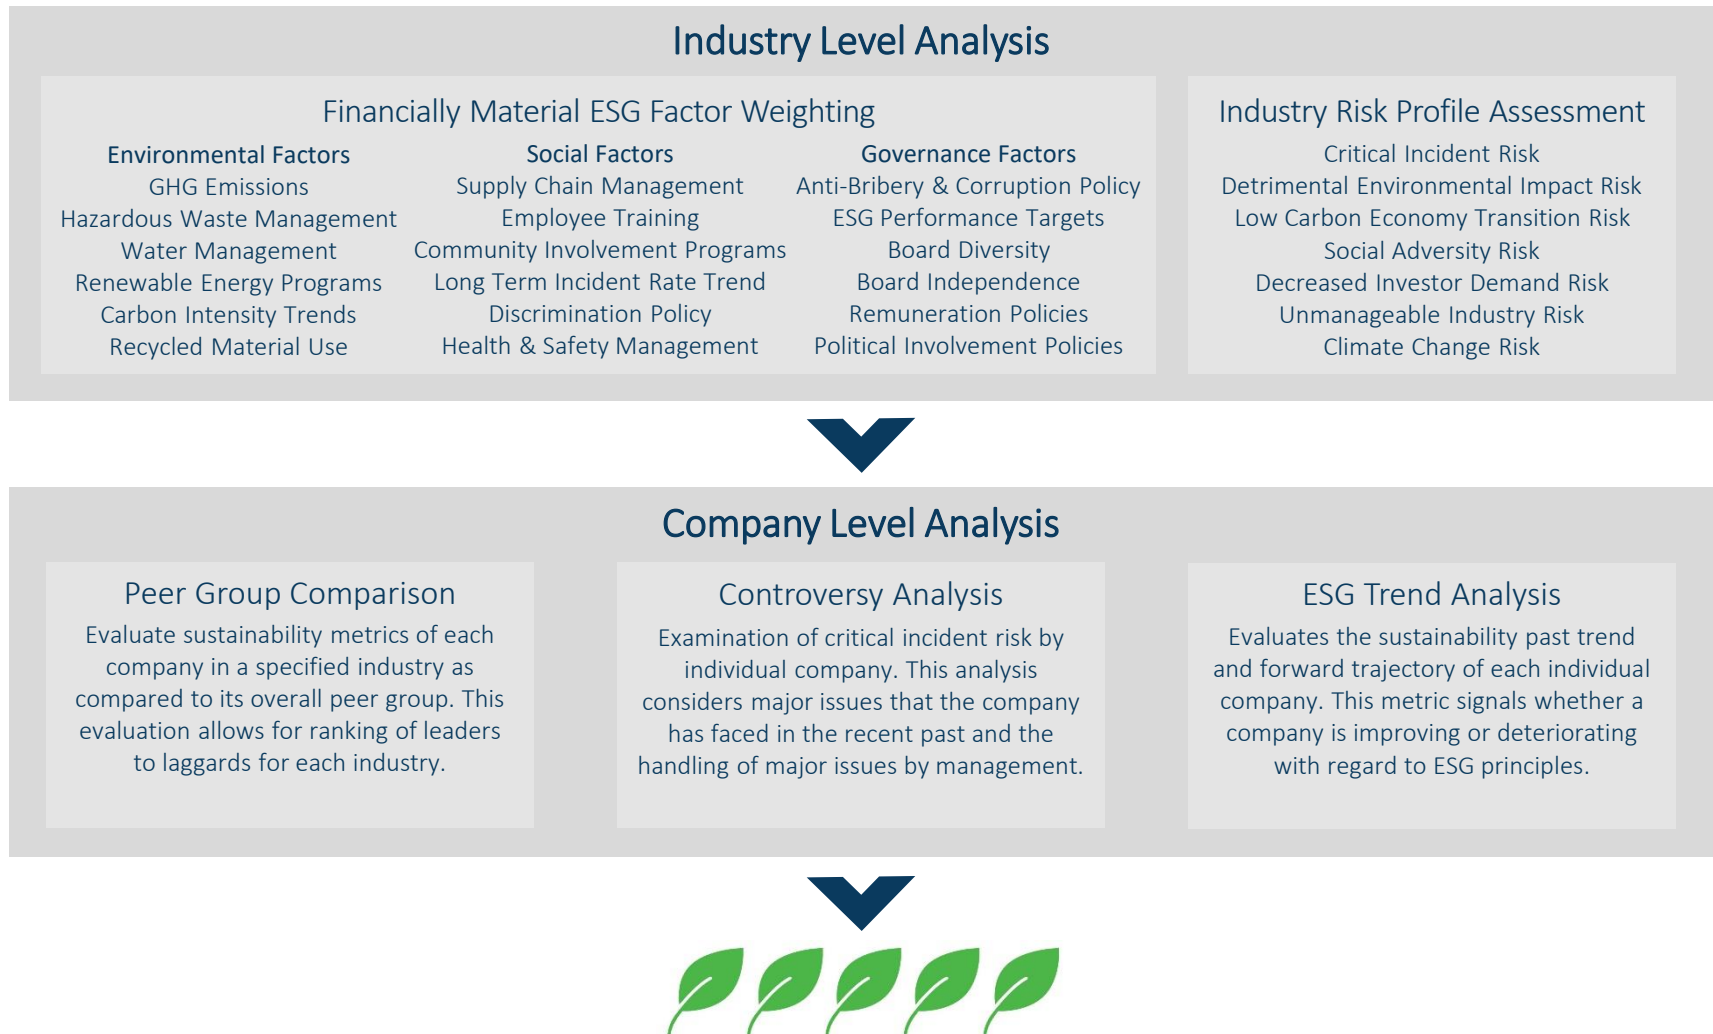 Industry Level Analysis
Financially Material ESG Factor Weighting
Environmental Factors
GHG Emissions
Hazardous Waste Management
Water Management
Renewable Energy Programs
Carbon Intensity Trends
Recycled Material Use
Social Factors
Supply Chain Management
Employee Training
Community Involvement Programs
Long Term Incident Rate Trend
Discrimination Policy
Health & Safety Management
Governance Factors
Anti-Bribery & Corruption Policy
ESG Performance Targets
Board Diversity
Board Independence
Remuneration Policies
Political Involvement Policies
Industry Risk Profile Assessment
Critical Incident Risk
Detrimental Environmental Impact Risk
Low Carbon Economy Transition Risk
Social Adversity Risk
Decreased Investor Demand Risk
Unmanageable Industry Risk
Climate Change Risk
Company Level Analysis
Peer Group Comparison
Evaluate sustainability metrics of each
company in a specified industry as
compared to its overall peer group. This
evaluation allows for ranking of leaders
to laggards for each industry.
Controversy Analysis
Examination of critical incident risk by
individual company. This analysis
considers major issues that the company
has faced in the recent past and the
handling of major issues by management.
ESG Trend Analysis
Evaluates the sustainability past trend
and forward trajectory of each individual
company. This metric signals whether a
company is improving or deteriorating
with regard to ESG principles.